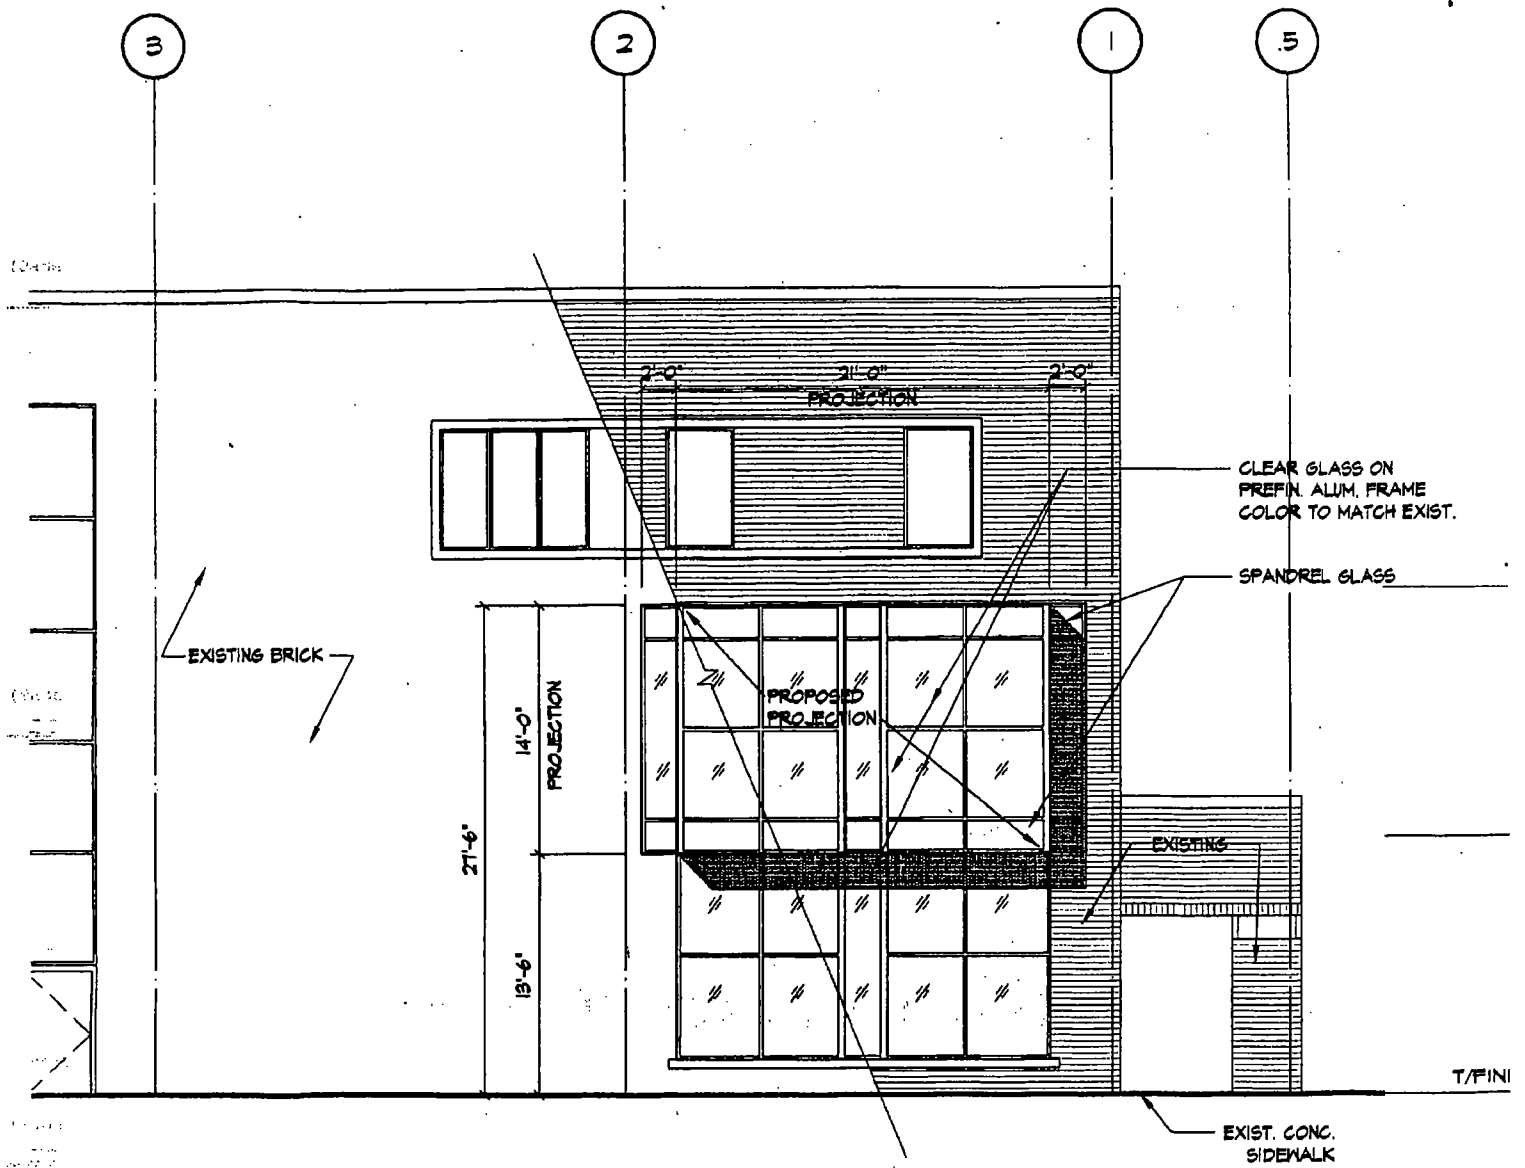 3
2
1
.5
2'-0"
21'-0"
2'-0"
PROJECTION
CLEAR GLASS ON
PREFIN. ALUM. FRAME
COLOR TO MATCH EXIST.
SPANDREL GLASS
EXISTING BRICK
PROPOSED
PROJECTION
14'-0"
PROJECTION
27'-6"
EXISTING
13'-6"
T/FINI
EXIST. CONC.
SIDEWALK